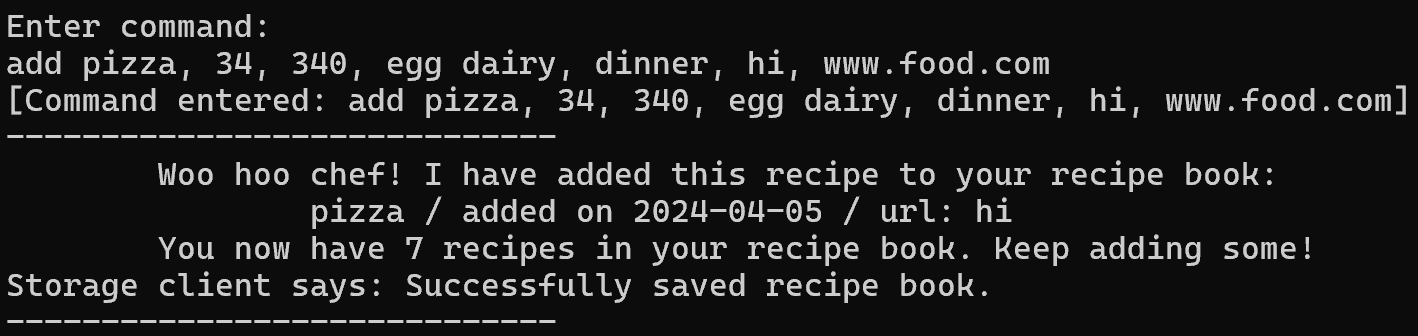 Enter command:
add pizza, 34, 340, egg dairy, dinner, hi, www.food.com
[Command entered: add pizza, 34, 340, egg dairy, dinner, hi, www.food.com]
-----------------------------
Woo hoo chef! I have added this recipe to your recipe book:
pizza / added on 2024-04-05 / url: hi
You now have 7 recipes in your recipe book. Keep adding some!
Storage client says: Successfully saved recipe book.
-----------------------------